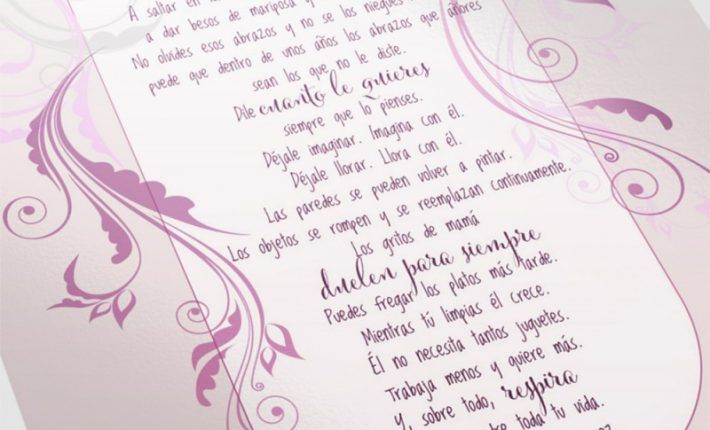 A saltar en la
a dar besos de mariposa y
No olvides esos abrazos y no se los niegues
puede que dentro de unos años los abrazos que añores
sean los que no le diste.
Dile cuanto le quieres
siempre que lo pienses.
Déjale imaginar. Imagina con él.
Déjale llorar. Llora con él.
Las paredes se pueden volver a pintar.
Los objetos se rompen y se reemplazan continuamente.
Los gritos de mamá
duelen para siempre
Puedes fregar los platos más tarde.
Mientras tú limpias él crece.
Él no necesita tantos juguetes.
Trabaja menos y quiere más.
Y, sobre todo, respira
toda tu vida.